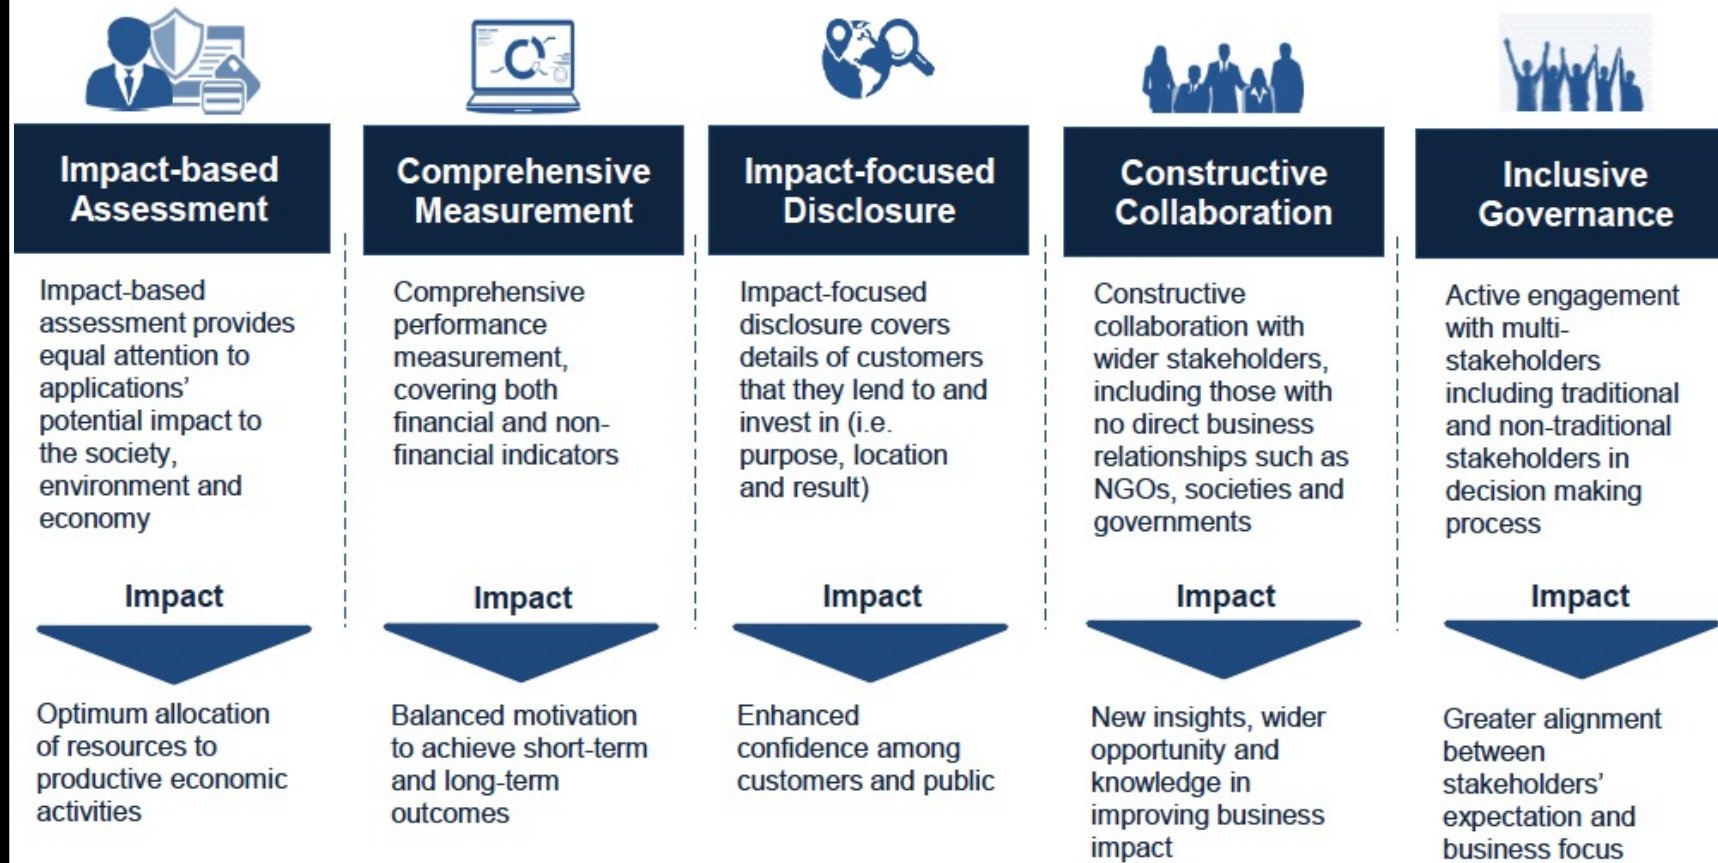 Impact-based
Assessment
Impact-based
assessment provides
equal attention to
applications’
potential impact to
the society,
environment and
economy
Impact
Optimum allocation
of resources to
productive economic
activities
Comprehensive
Measurement
Comprehensive
performance
measurement,
covering both
financial and non-
financial indicators
Impact
Balanced motivation
to achieve short-term
and long-term
outcomes
Impact-focused
Disclosure
Impact-focused
disclosure covers
details of customers
that they lend to and
invest in (i.e.
purpose, location
and result)
Impact
Enhanced
confidence among
customers and public
Constructive
Collaboration
Constructive
collaboration with
wider stakeholders,
including those with
no direct business
relationships such as
NGOs, societies and
governments
Impact
New insights, wider
opportunity and
knowledge in
improving business
impact
Inclusive
Governance
Active engagement
with multi-
stakeholders
including traditional
and non-traditional
stakeholders in
decision making
process
Impact
Greater alignment
between
stakeholders’
expectation and
business focus